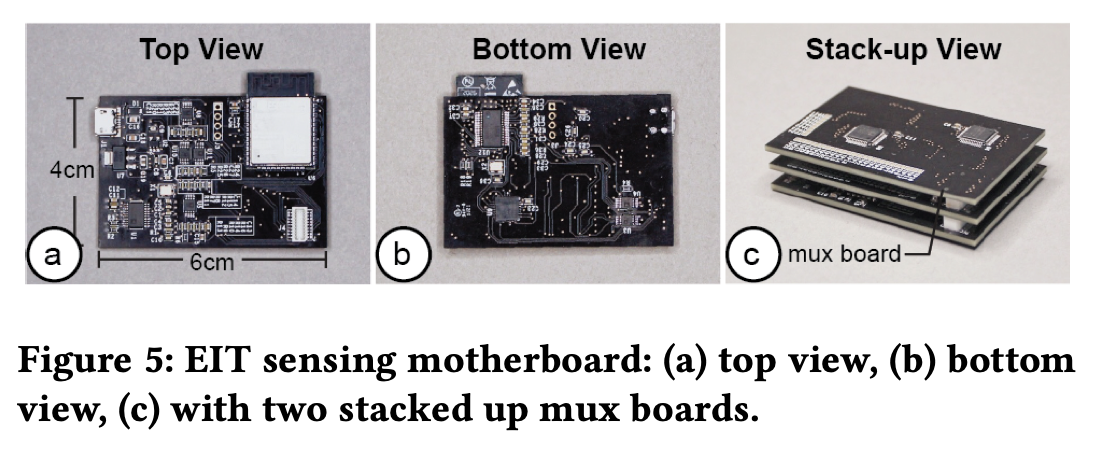 Top View
Bottom View
Stack-up View
4cm
6cm
a
b
c
mux board
Figure 5: EIT sensing motherboard: (a) top view, (b) bottom
view, (c) with two stacked up mux boards.